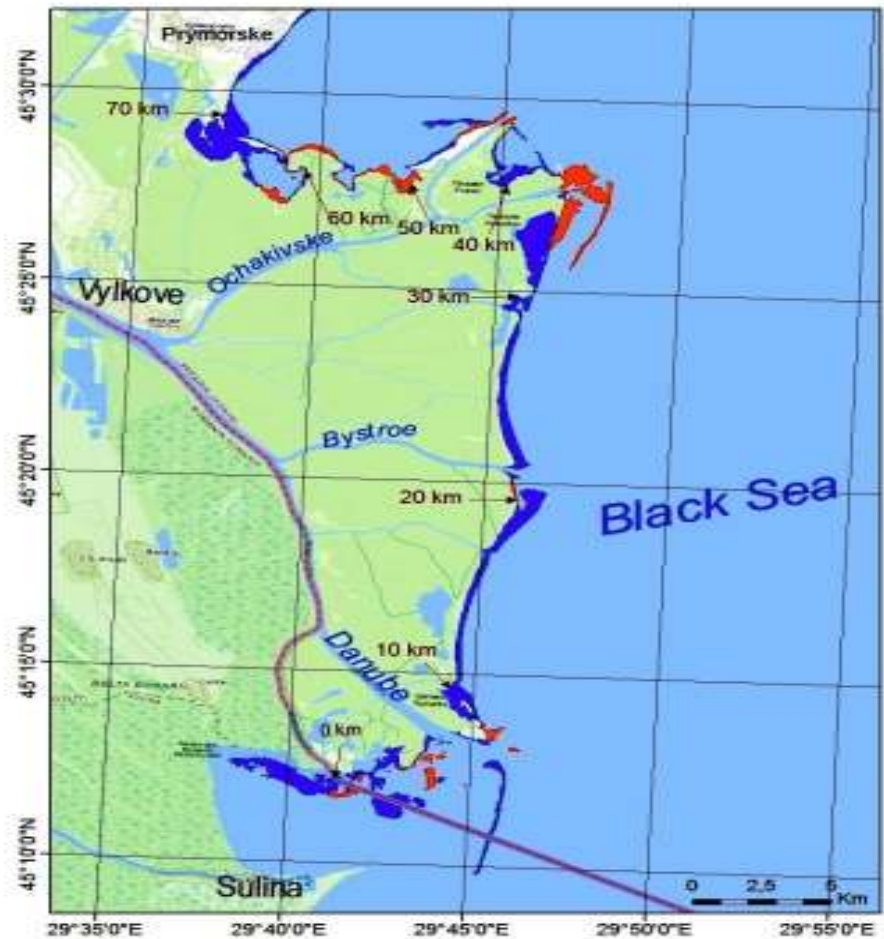 Prymorske
45°30'0"N
70 km
60 km
50 km
40 km
Ochakivske
45°25'0"N
Vylkove
30 km
Bystroe
45°20'0"N
20 km
Black Sea
45°15'0"N
10 km
Danube
0 km
45°10'0"N
Sulina
0 2,5 5
Km
29°35'0"E 29°40'0"E 29°45'0"E 29°50'0"E 29°55'0"E